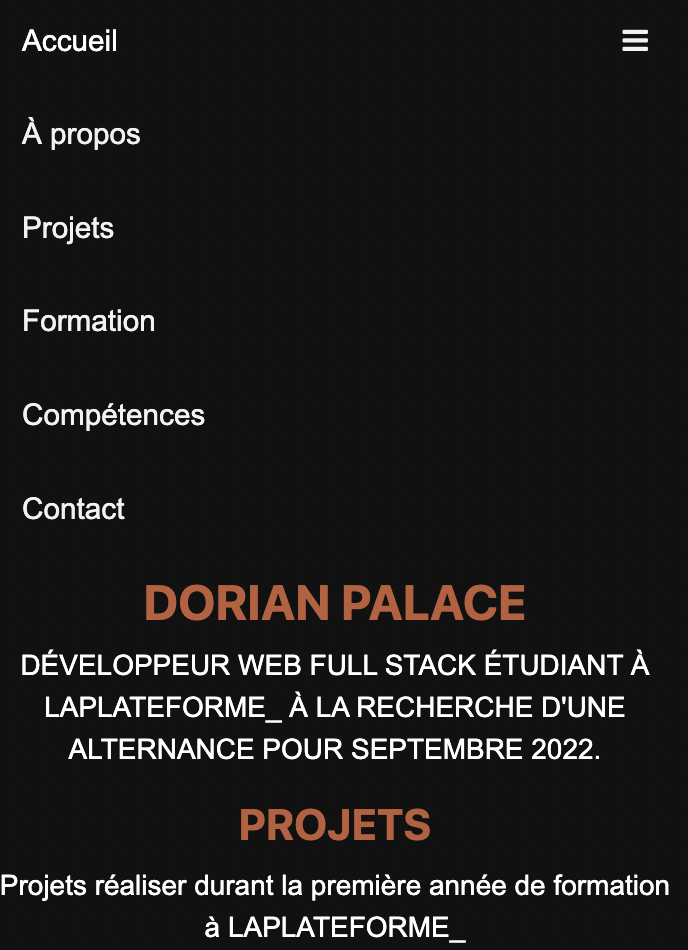 Accueil
À propos
Projets
Formation
Compétences
Contact
DORIAN PALACE
DÉVELOPPEUR WEB FULL STACK ÉTUDIANT À
LAPLATEFORME_ À LA RECHERCHE D'UNE
ALTERNANCE POUR SEPTEMBRE 2022.
PROJETS
Projets réaliser durant la première année de formation
à LAPLATEFORME_